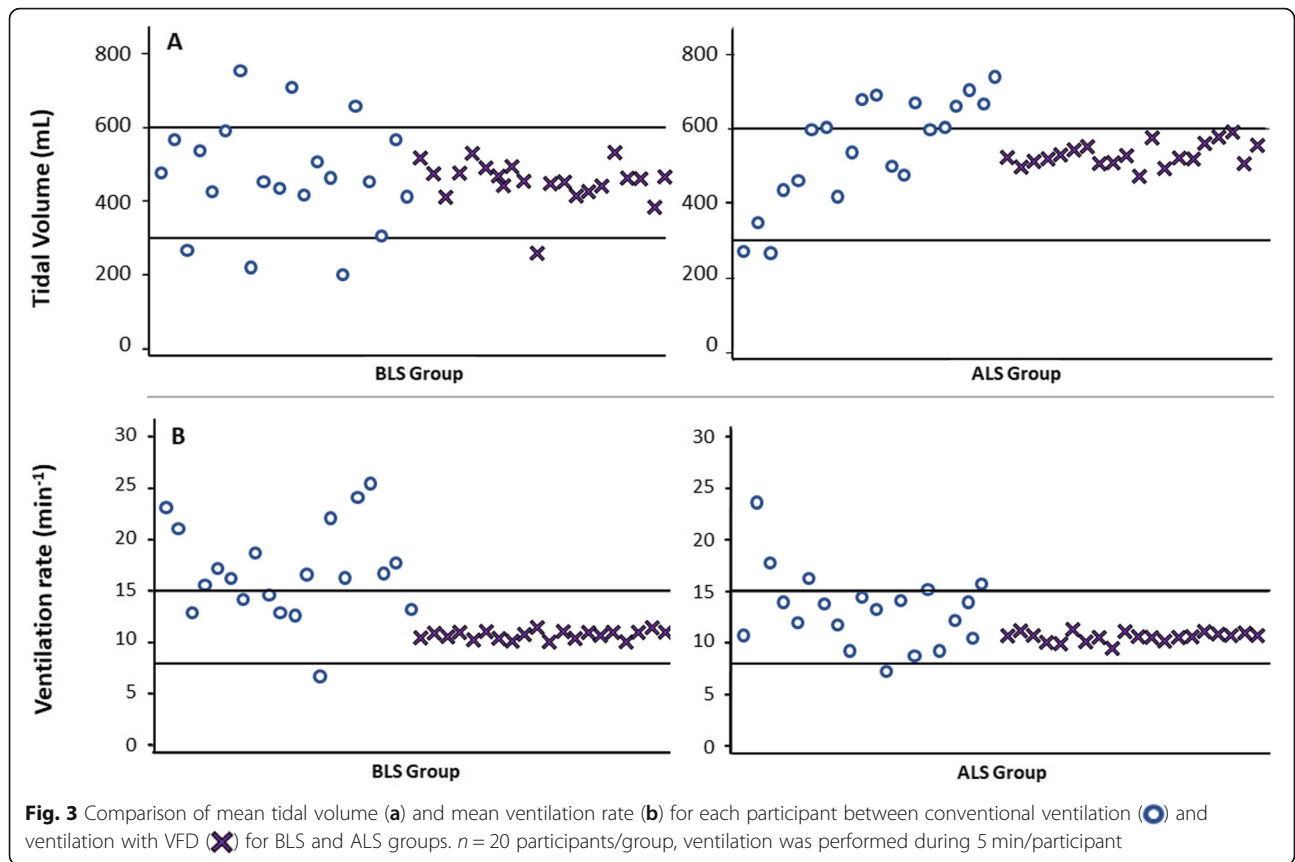 A
Tidal Volume (mL)
800
600
400
200
0
BLS Group
800
600
400
200
0
ALS Group
B
Ventilation rate (min⁻¹)
30
25
20
15
10
5
0
BLS Group
30
25
20
15
10
5
0
ALS Group
Fig. 3 Comparison of mean tidal volume (a) and mean ventilation rate (b) for each participant between conventional ventilation ( ) and
ventilation with VFD ( ) for BLS and ALS groups. n = 20 participants/group, ventilation was performed during 5 min/participant